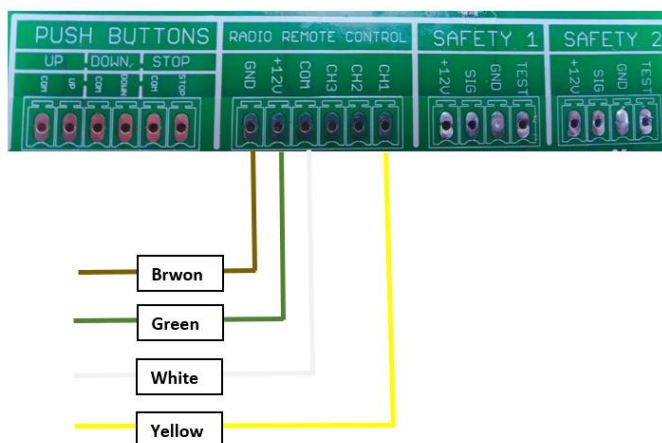 PUSH BUTTONS
UP DOWN, STOP
COM UP COM DOWN COM STOP
RADIO REMOTE CONTROL
GND +12V COM CH3 CH2 CH1
SAFETY 1
+12V SIG GND TEST
SAFETY 2
+12V SIG GND TEST
Brwon
Green
White
Yellow